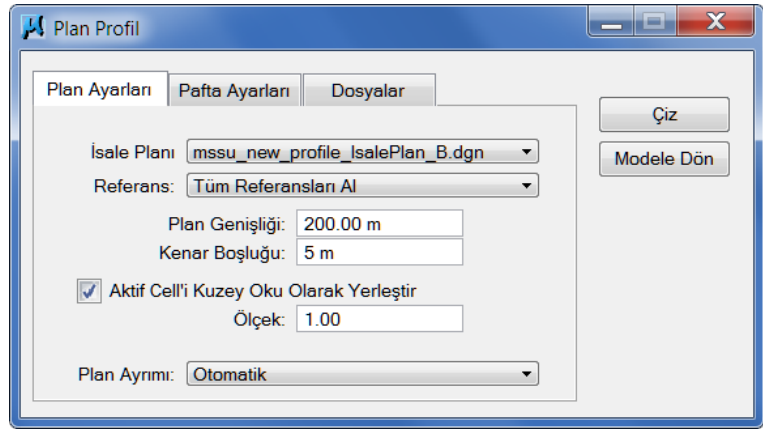 Plan Profil
Plan Ayarları Pafta Ayarları Dosyalar
Çiz
İsale Planı mssu_new_profile_IsalePlan_B.dgn
Modele Dön
Referans: Tüm Referansları Al
Plan Genişliği: 200.00 m
Kenar Boşluğu: 5 m
Aktif Cell'i Kuzey Oku Olarak Yerleştir
Ölçek: 1.00
Plan Ayrımı: Otomatik